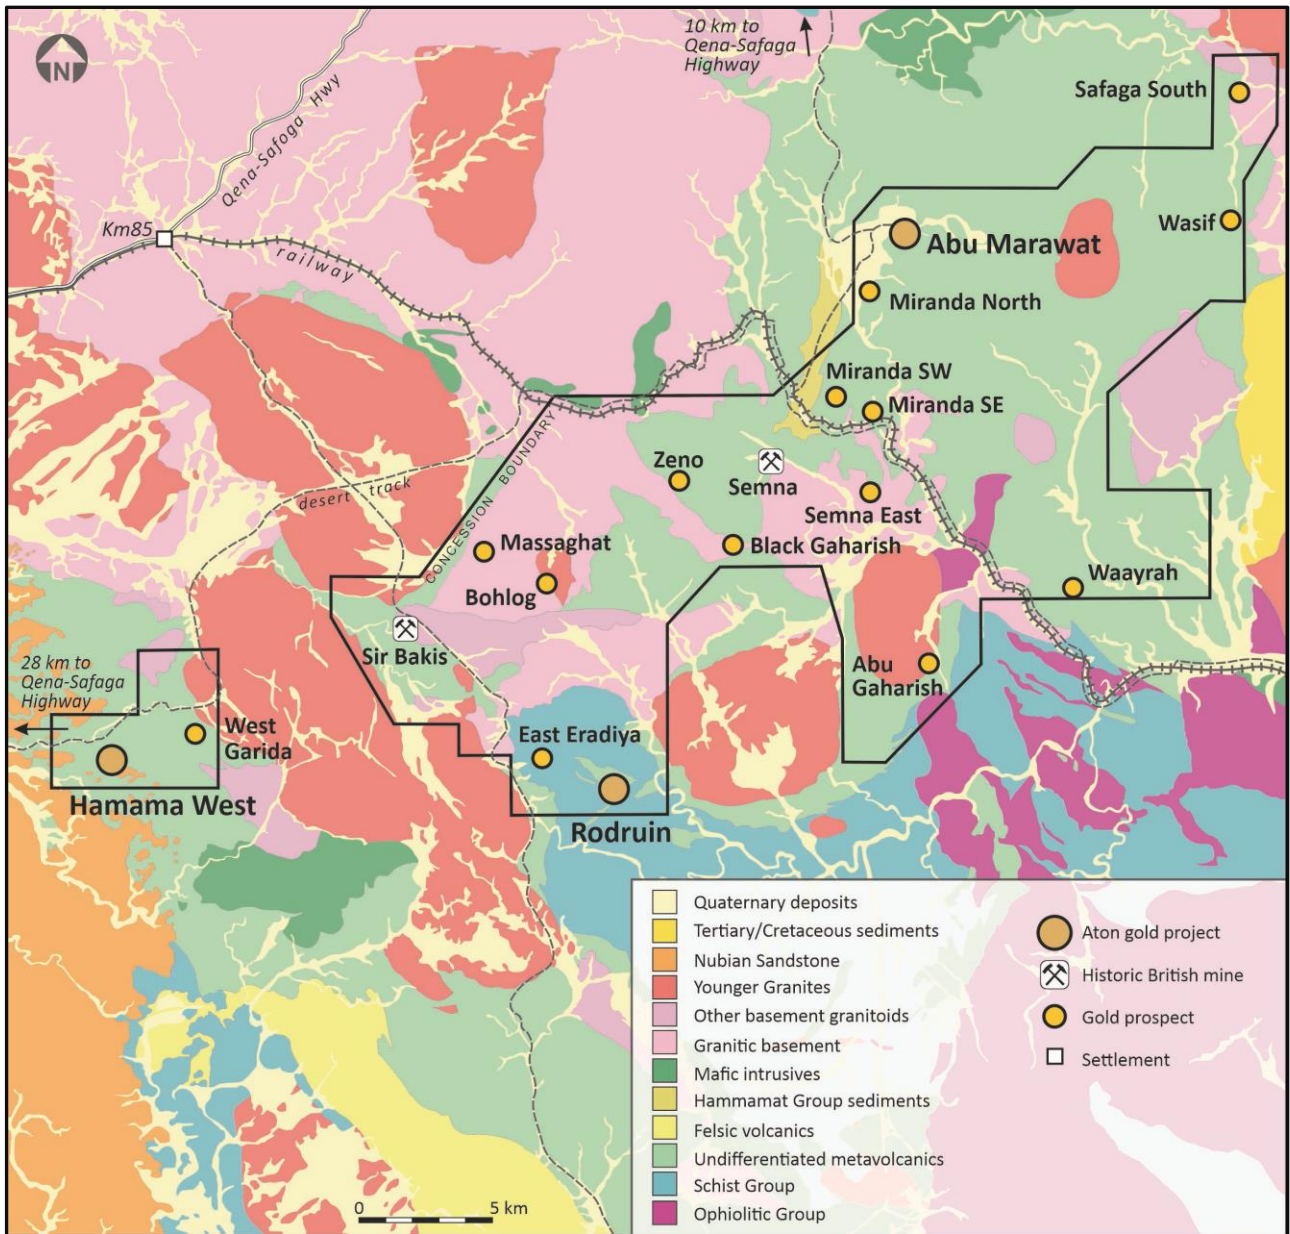 N
10 km to
Qena-Safaga
Highway
Safaga South
Qena-Safoga Hwy
Km85
Wasif
Abu Marawat
railway
Miranda North
Miranda SW
Miranda SE
CONCESSION BOUNDARY
Zeno
Semna
desert track
Semna East
Massaghat
Black Gaharish
Bohlog
Waayrah
Sir Bakis
28 km to
Qena-Safaga
Highway
Abu
Gaharish
West
Garida
East Eradiya
Hamama West
Rodruin
Quaternary deposits
Tertiary/Cretaceous sediments
Nubian Sandstone
Younger Granites
Other basement granitoids
Granitic basement
Mafic intrusives
Hammamat Group sediments
Felsic volcanics
Undifferentiated metavolcanics
Schist Group
Ophiolitic Group
Aton gold project
Historic British mine
Gold prospect
Settlement
0 5 km